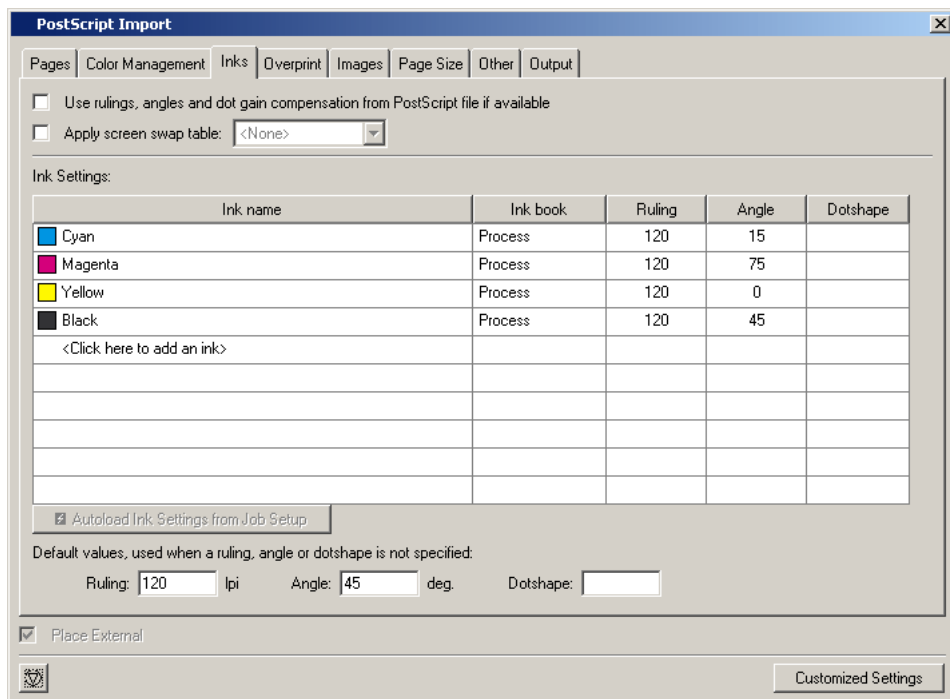 PostScript Import
Pages Color Management Inks Overprint Images Page Size Other Output
Use rulings, angles and dot gain compensation from PostScript file if available
Apply screen swap table: <None>
Ink Settings:
Ink name Ink book Ruling Angle Dotshape
Cyan Process 120 15
Magenta Process 120 75
Yellow Process 120 0
Black Process 120 45
<Click here to add an ink>
Autoload Ink Settings from Job Setup
Default values, used when a ruling, angle or dotshape is not specified:
Ruling: 120 lpi Angle: 45 deg. Dotshape:
Place External
Customized Settings